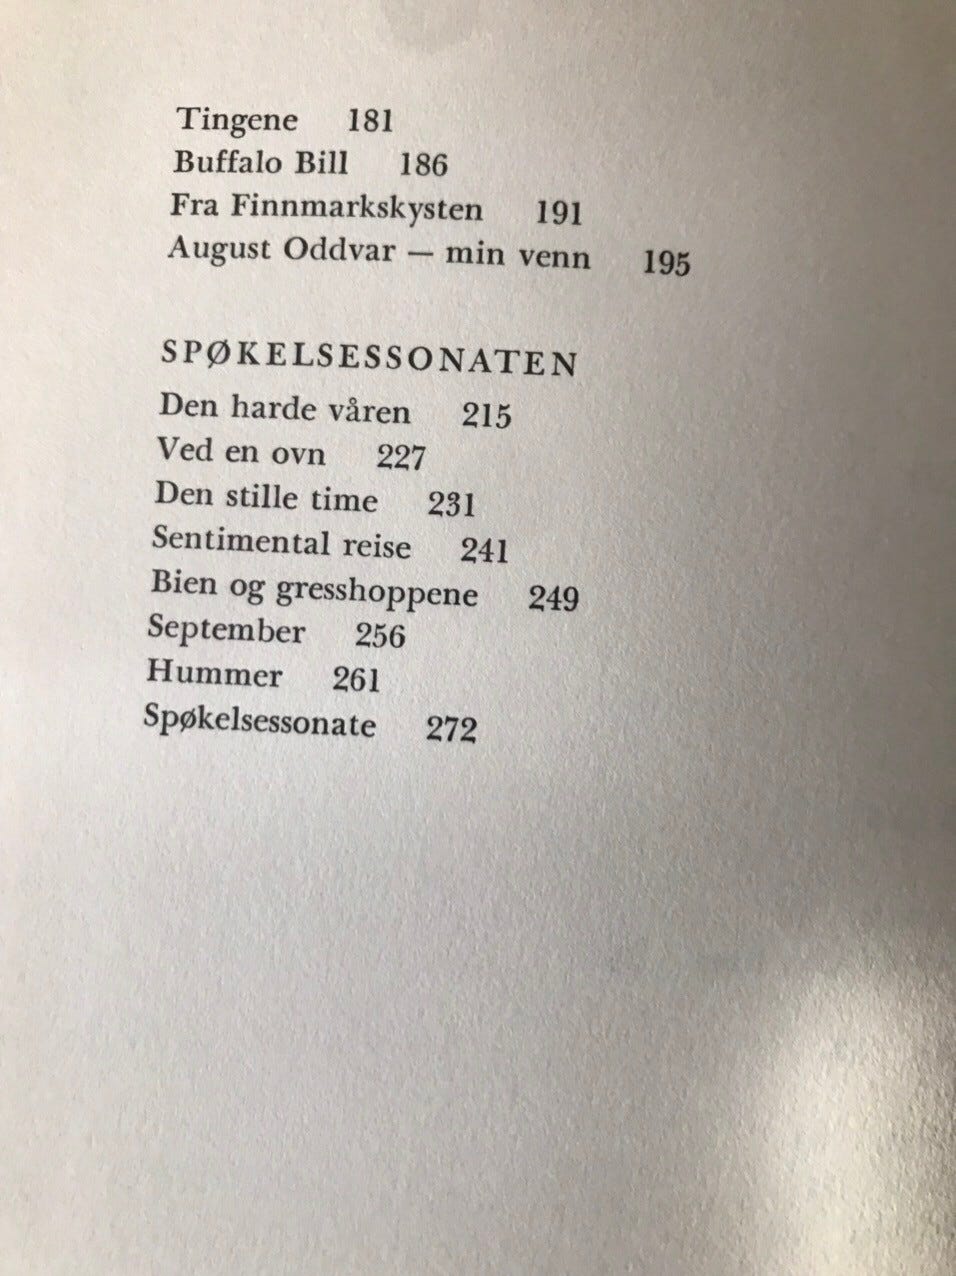 Tingene 181
Buffalo Bill 186
Fra Finnmarkskysten 191
August Oddvar — min venn 195
SPØKELSESSONATEN
Den harde våren 215
Ved en ovn 227
Den stille time 231
Sentimental reise 241
Bien og gresshoppene 249
September 256
Hummer 261
Spøkelsessonate 272